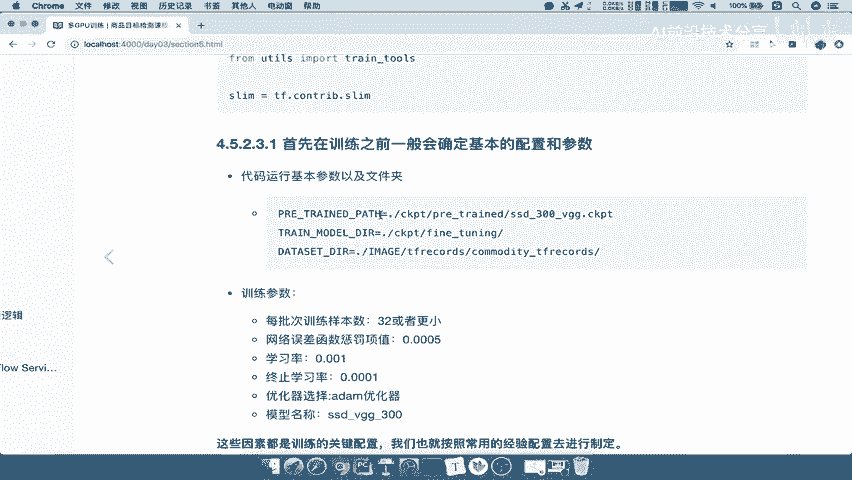 Chrome 文件 修改 视图 历史记录 书签 其他人 电动窗 帮助
100%
多GPU训练 | 商品目标检测课
localhost:4000/day03/section5.html
AI前沿技术分享
from utils import train_tools
slim = tf.contrib.slim
4.5.2.3.1 首先在训练之前一般会确定基本的配置和参数
代码运行基本参数以及文件夹
PRE_TRAINED_PATH=./ckpt/pre_trained/ssd_300_vgg.ckpt
TRAIN_MODEL_DIR=./ckpt/fine_tuning/
DATASET_DIR=./IMAGE/tfrecords/commodity_tfrecords/
训练参数：
每批次训练样本数：32或者更小
逻辑
网络误差函数惩罚项值：0.0005
学习率：0.001
Flow Servi...
终止学习率：0.0001
优化器选择:adam优化器
模型名称：ssd_vgg_300
这些因素都是训练的关键配置，我们也就按照常用的经验配置去进行制定。